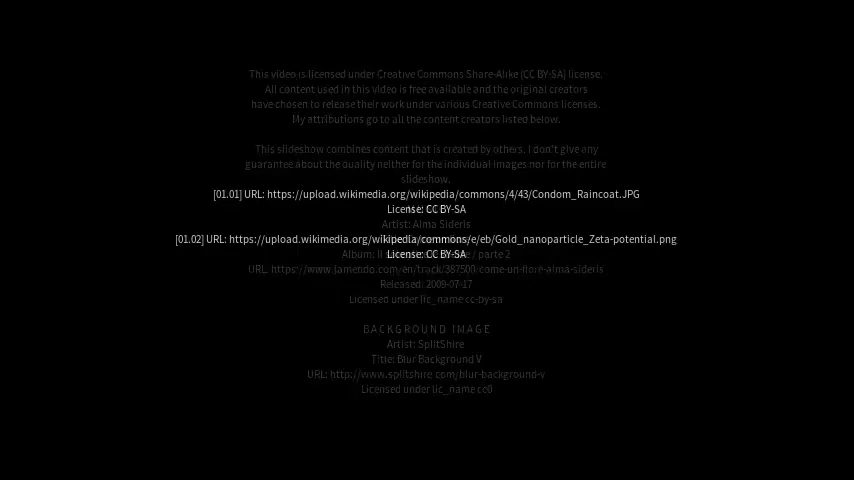 This video is licensed under Creative Commons Share-Alike (CC BY-SA) license.
All content used in this video is free available and the original creators
have chosen to release their work under various Creative Commons licenses.
My attributions go to all the content creators listed below.
This slideshow combines content that is created by others. I don't give any
guarantee about the quality neither for the individual images nor for the entire
slideshow.
[01.01] URL: https://upload.wikimedia.org/wikipedia/commons/4/43/Condom_Raincoat.JPG
License: CC BY-SA
Artist: Alma Sideris
[01.02] URL: https://upload.wikimedia.org/wikipedia/commons/e/eb/Gold_nanoparticle_Zeta-potential.png
License: CC BY-SA
Album: Il / parte 2
URL: https://www.jamendo.com/en/track/387500/come-un-fiore-alma-sideris
Released: 2009-07-17
Licensed under lic_name cc-by-sa
BACKGROUND IMAGE
Artist: SplitShire
Title: Blur Background V
URL: http://www.splitshire.com/blur-background-v
Licensed under lic_name cc0